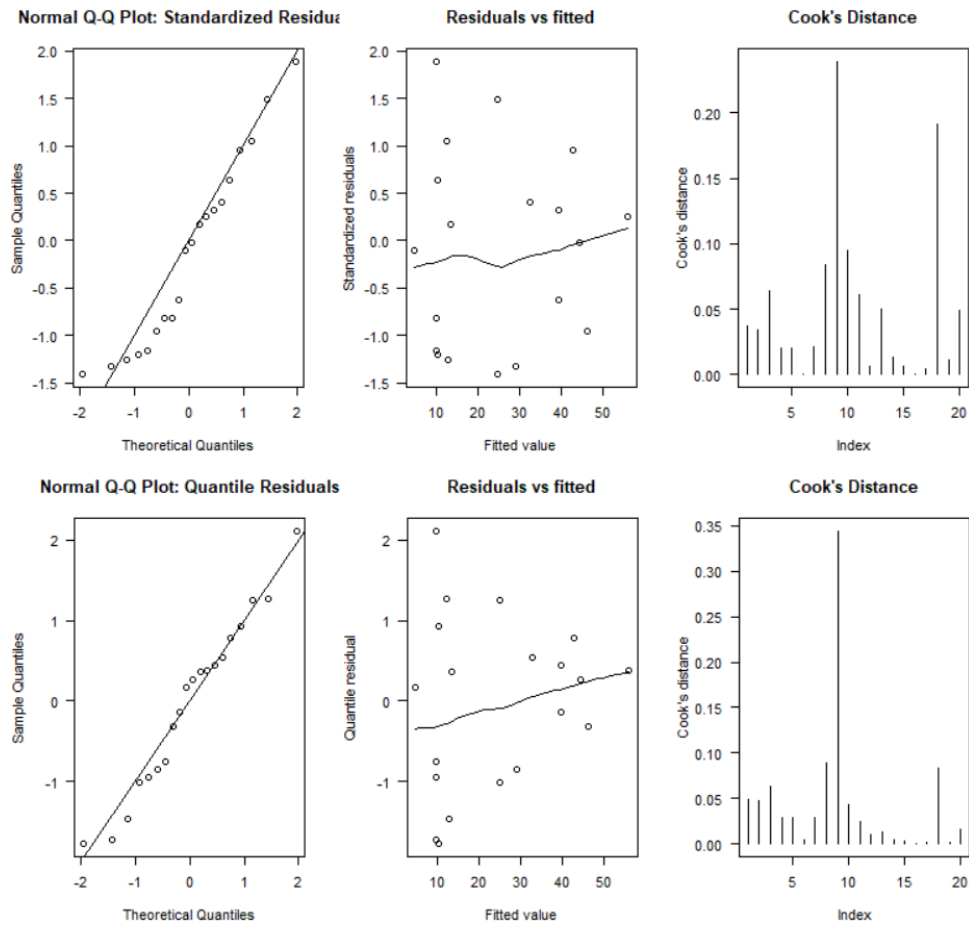 Normal Q-Q Plot: Standardized Residua
Sample Quantiles
2.0
1.5
1.0
0.5
0.0
-0.5
-1.0
-1.5
-2 -1 0 1 2
Theoretical Quantiles
Residuals vs fitted
Standardized residuals
2.0
1.5
1.0
0.5
0.0
-0.5
-1.0
-1.5
10 20 30 40 50
Fitted value
Cook's Distance
Cook's distance
0.20
0.15
0.10
0.05
0.00
5 10 15 20
Index
Normal Q-Q Plot: Quantile Residuals
Sample Quantiles
2
1
0
-1
-2 -1 0 1 2
Theoretical Quantiles
Residuals vs fitted
Quantile residual
2
1
0
-1
10 20 30 40 50
Fitted value
Cook's Distance
Cook's distance
0.35
0.30
0.25
0.20
0.15
0.10
0.05
0.00
5 10 15 20
Index